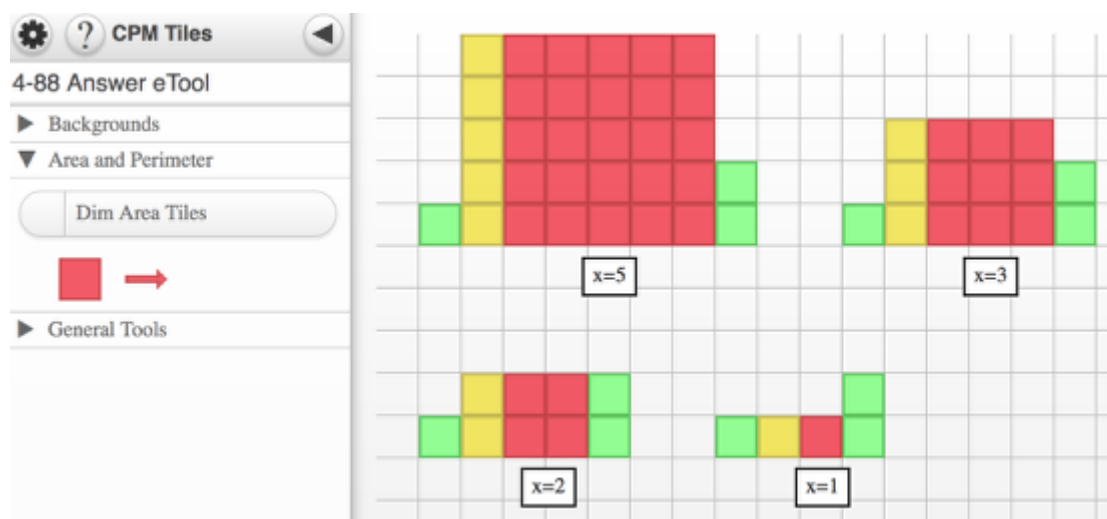 ? CPM Tiles
4-88 Answer eTool
Backgrounds
Area and Perimeter
Dim Area Tiles
General Tools
x=5
x=3
x=2
x=1